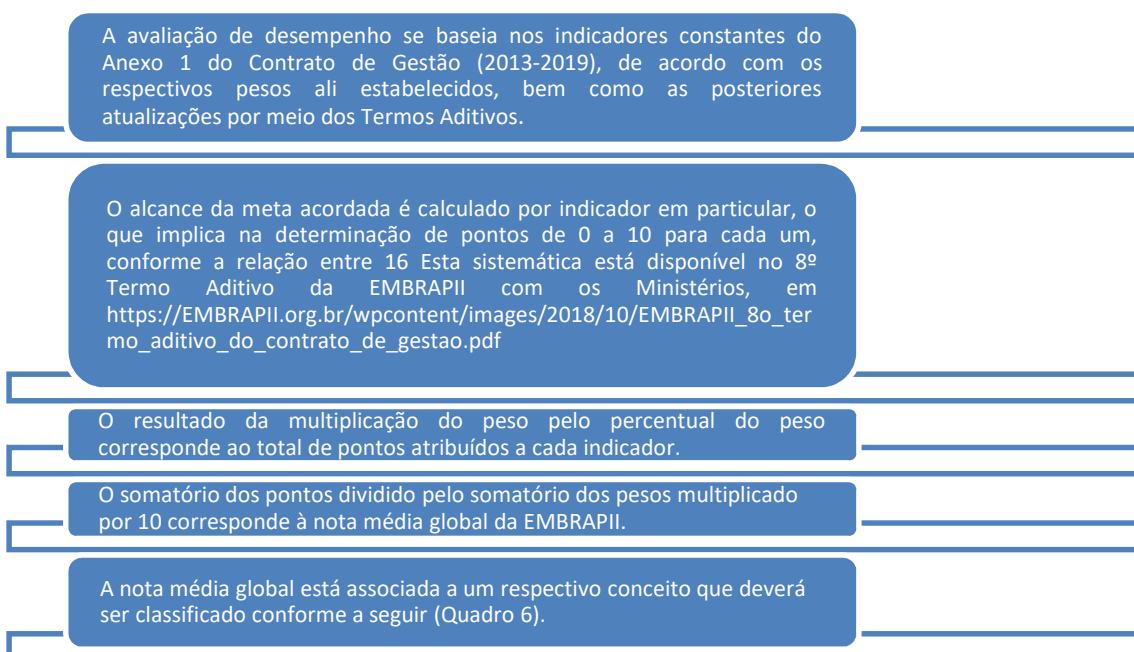 A avaliação de desempenho se baseia nos indicadores constantes do
Anexo 1 do Contrato de Gestão (2013-2019), de acordo com os
respectivos pesos ali estabelecidos, bem como as posteriores
atualizações por meio dos Termos Aditivos.
O alcance da meta acordada é calculado por indicador em particular, o
que implica na determinação de pontos de 0 a 10 para cada um,
conforme a relação entre 16 Esta sistemática está disponível no 8º
Termo Aditivo da EMBRAPII com os Ministérios, em
https://EMBRAPII.org.br/wpcontent/images/2018/10/EMBRAPII_8o_ter
mo_aditivo_do_contrato_de_gestao.pdf
O resultado da multiplicação do peso pelo percentual do peso
corresponde ao total de pontos atribuídos a cada indicador.
O somatório dos pontos dividido pelo somatório dos pesos multiplicado
por 10 corresponde à nota média global da EMBRAPII.
A nota média global está associada a um respectivo conceito que deverá
ser classificado conforme a seguir (Quadro 6).